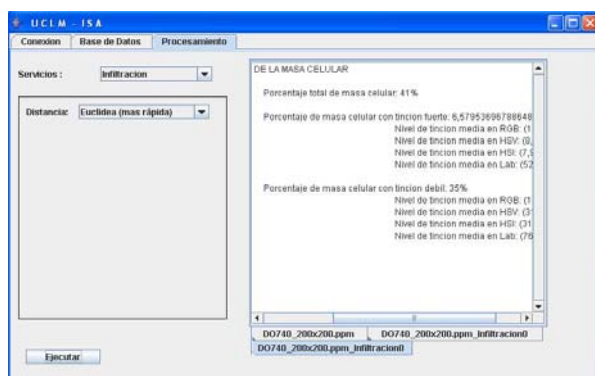 UCLM - ISA
Conexion Base de Datos Procesamiento
Servicios : Infiltracion
Distancia: Euclidea (mas rápida)
DE LA MASA CELULAR
Porcentaje total de masa celular: 41%
Porcentaje de masa celular con tincion fuerte: 6,57953696788648
Nivel de tincion media en RGB: (1
Nivel de tincion media en HSV: (8,
Nivel de tincion media en HSI: (7,9
Nivel de tincion media en Lab: (52
Porcentaje de masa celular con tincion debil: 35%
Nivel de tincion media en RGB: (1
Nivel de tincion media en HSV: (3
Nivel de tincion media en HSI: (31
Nivel de tincion media en Lab: (76
DO740_200x200.ppm DO740_200x200.ppm_Infiltracion0
DO740_200x200.ppm_Infiltracion0
Ejecutar